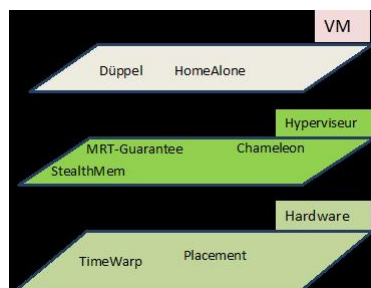 VM
Düppel HomeAlone
Hyperviseur
MRT-Guarantee Chameleon
StealthMem
Hardware
TimeWarp Placement